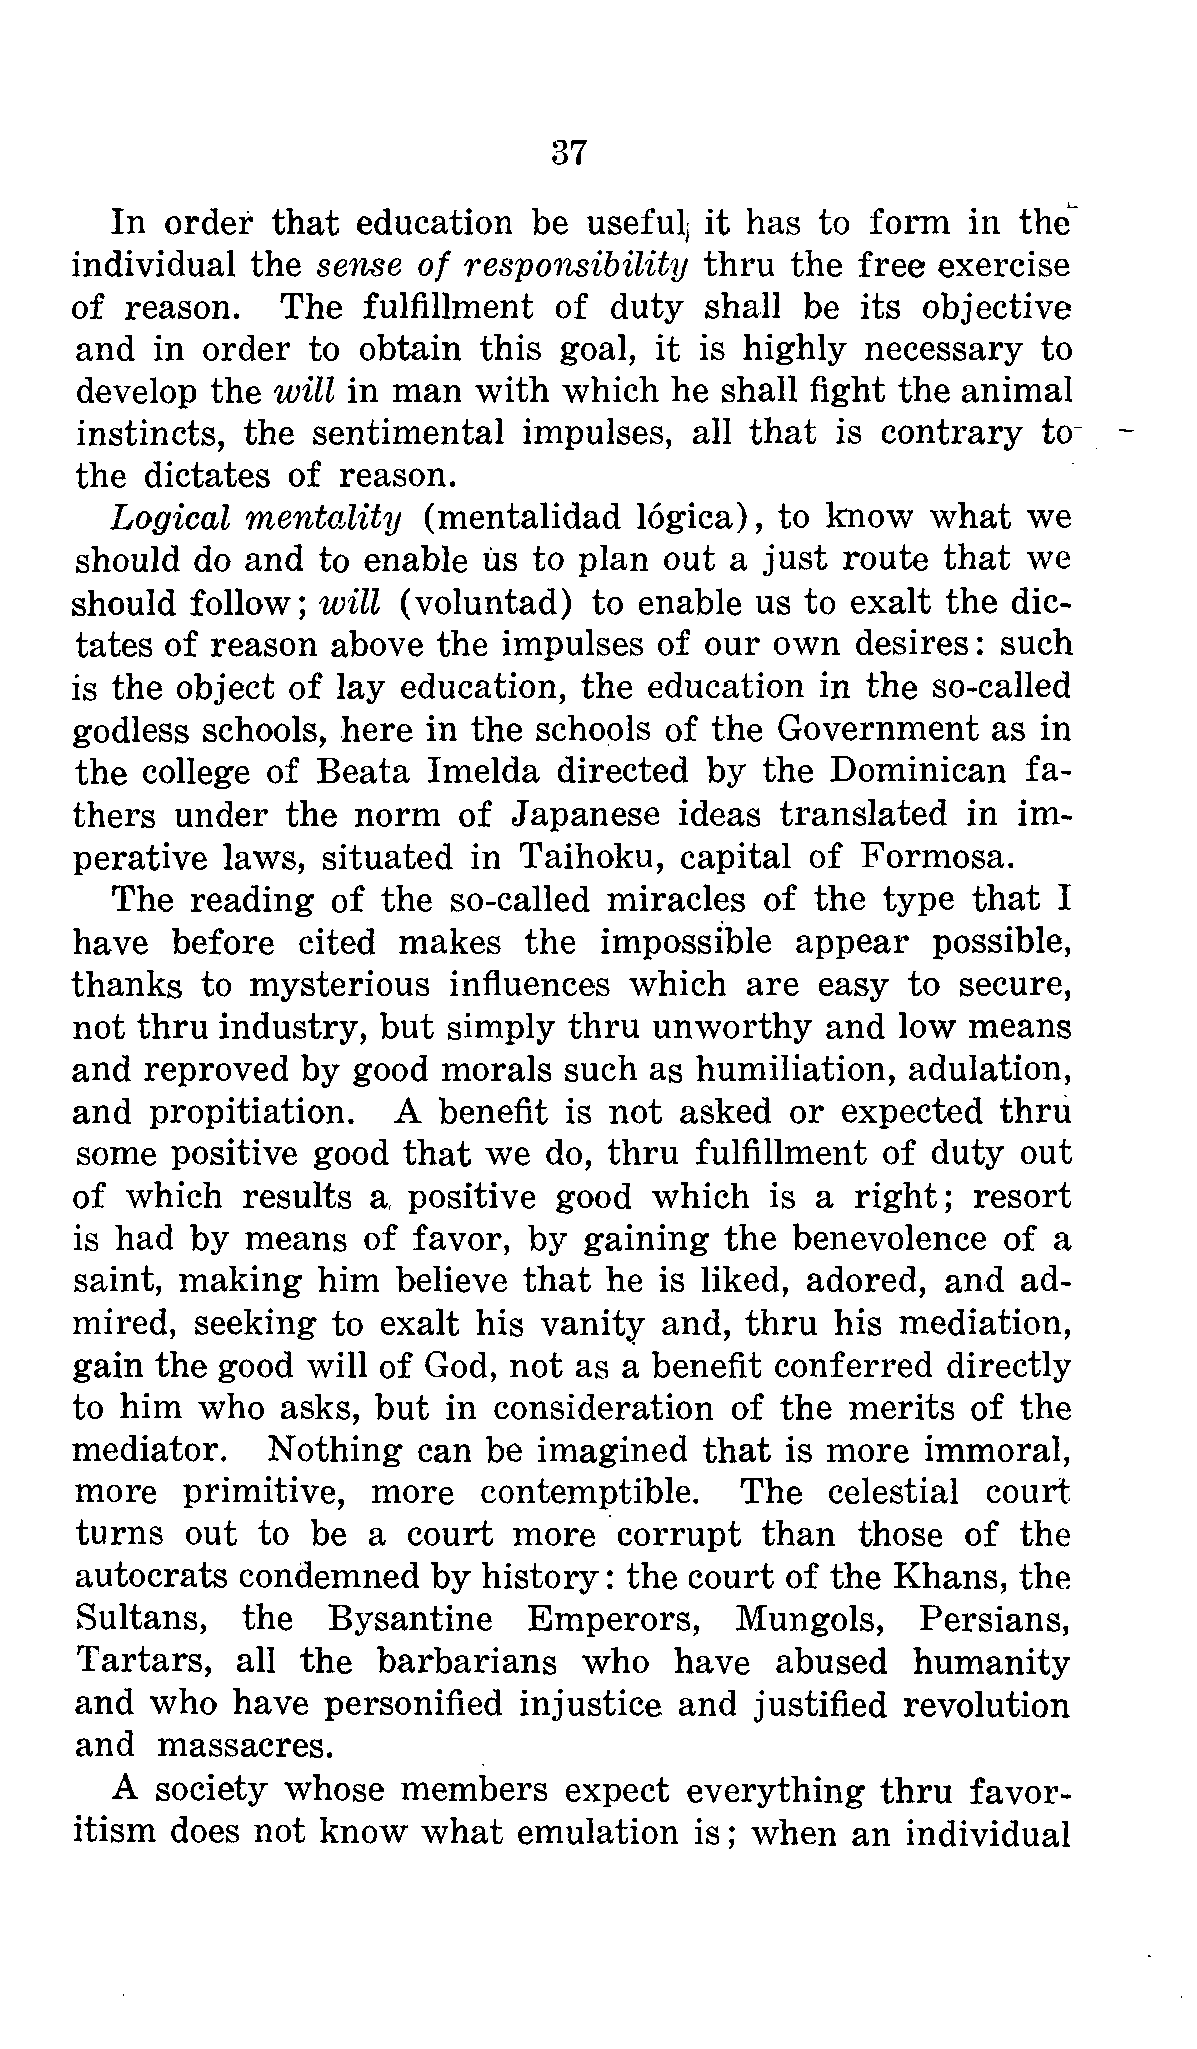 37
In order that education be useful, it has to form in the
individual the sense of responsibility thru the free exercise
of reason. The fulfillment of duty shall be its objective
and in order to obtain this goal, it is highly necessary to
develop the will in man with which he shall fight the animal
instincts, the sentimental impulses, all that is contrary to
the dictates of reason.
Logical mentality (mentalidad lógica), to know what we
should do and to enable us to plan out a just route that we
should follow; will (voluntad) to enable us to exalt the dic-
tates of reason above the impulses of our own desires: such
is the object of lay education, the education in the so-called
godless schools, here in the schools of the Government as in
the college of Beata Imelda directed by the Dominican fa-
thers under the norm of Japanese ideas translated in im-
perative laws, situated in Taihoku, capital of Formosa.
The reading of the so-called miracles of the type that I
have before cited makes the impossible appear possible,
thanks to mysterious influences which are easy to secure,
not thru industry, but simply thru unworthy and low means
and reproved by good morals such as humiliation, adulation,
and propitiation. A benefit is not asked or expected thru
some positive good that we do, thru fulfillment of duty out
of which results a positive good which is a right; resort
is had by means of favor, by gaining the benevolence of a
saint, making him believe that he is liked, adored, and ad-
mired, seeking to exalt his vanity and, thru his mediation,
gain the good will of God, not as a benefit conferred directly
to him who asks, but in consideration of the merits of the
mediator. Nothing can be imagined that is more immoral,
more primitive, more contemptible. The celestial court
turns out to be a court more corrupt than those of the
autocrats condemned by history: the court of the Khans, the
Sultans, the Bysantine Emperors, Mungols, Persians,
Tartars, all the barbarians who have abused humanity
and who have personified injustice and justified revolution
and massacres.
A society whose members expect everything thru favor-
itism does not know what emulation is; when an individual